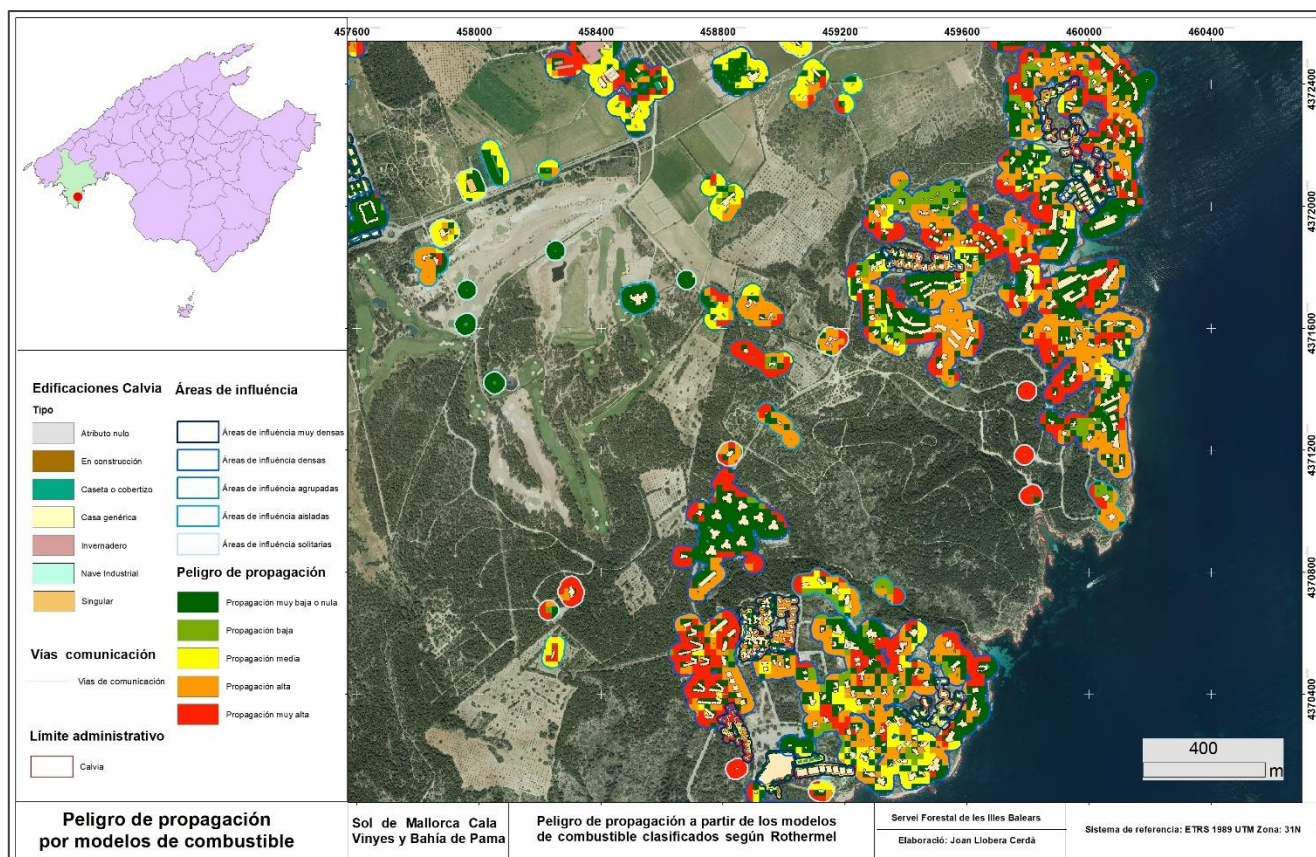 457600 458000 458400 458800 459200 459600 460000 460400
4372400
4372000
4371600
4371200
4370800
4370400
Edificaciones Calvia
Tipo
Atributo nulo
En construcción
Caseta o cobertizo
Casa genérica
Invernadero
Nave Industrial
Singular
Vías comunicación
Vias de comunicación
Límite administrativo
Calvia
Áreas de influéncia
Áreas de influéncia muy densas
Áreas de influéncia densas
Áreas de influéncia agrupadas
Áreas de influéncia aisladas
Áreas de influéncia solitarias
Peligro de propagación
Propagación muy baja o nula
Propagación baja
Propagación media
Propagación alta
Propagación muy alta
400
m
Peligro de propagación
por modelos de combustible
Sol de Mallorca Cala
Vinyes y Bahía de Pama
Peligro de propagación a partir de los modelos
de combustible clasificados según Rothermel
Servei Forestal de les Illes Balears
Elaboració: Joan Llobera Cerdà
Sistema de referencia: ETRS 1989 UTM Zona: 31N